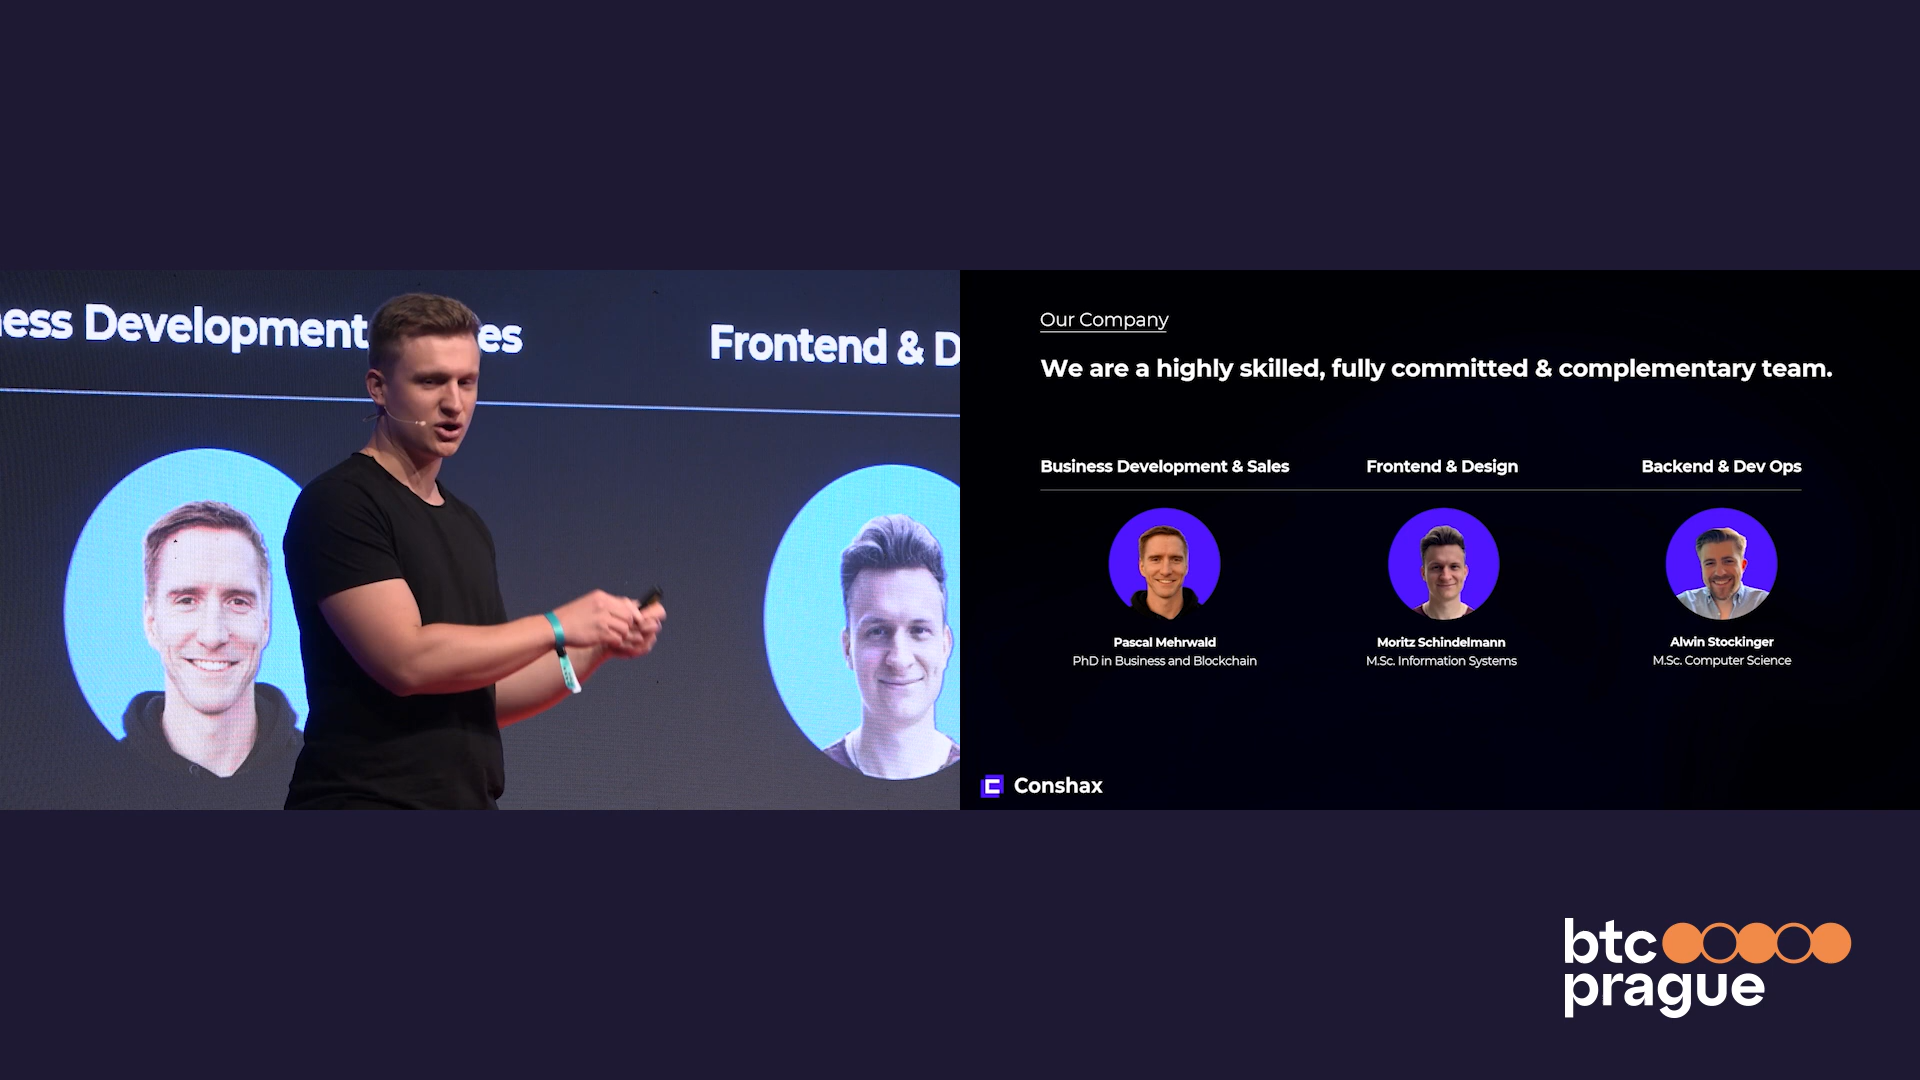 ness Development
es
Frontend & D
Our Company
We are a highly skilled, fully committed & complementary team.
Business Development & Sales
Frontend & Design
Backend & Dev Ops
Pascal Mehrwald
PhD in Business and Blockchain
Moritz Schindelmann
M.Sc. Information Systems
Alwin Stockinger
M.Sc. Computer Science
Conshax
btc
prague